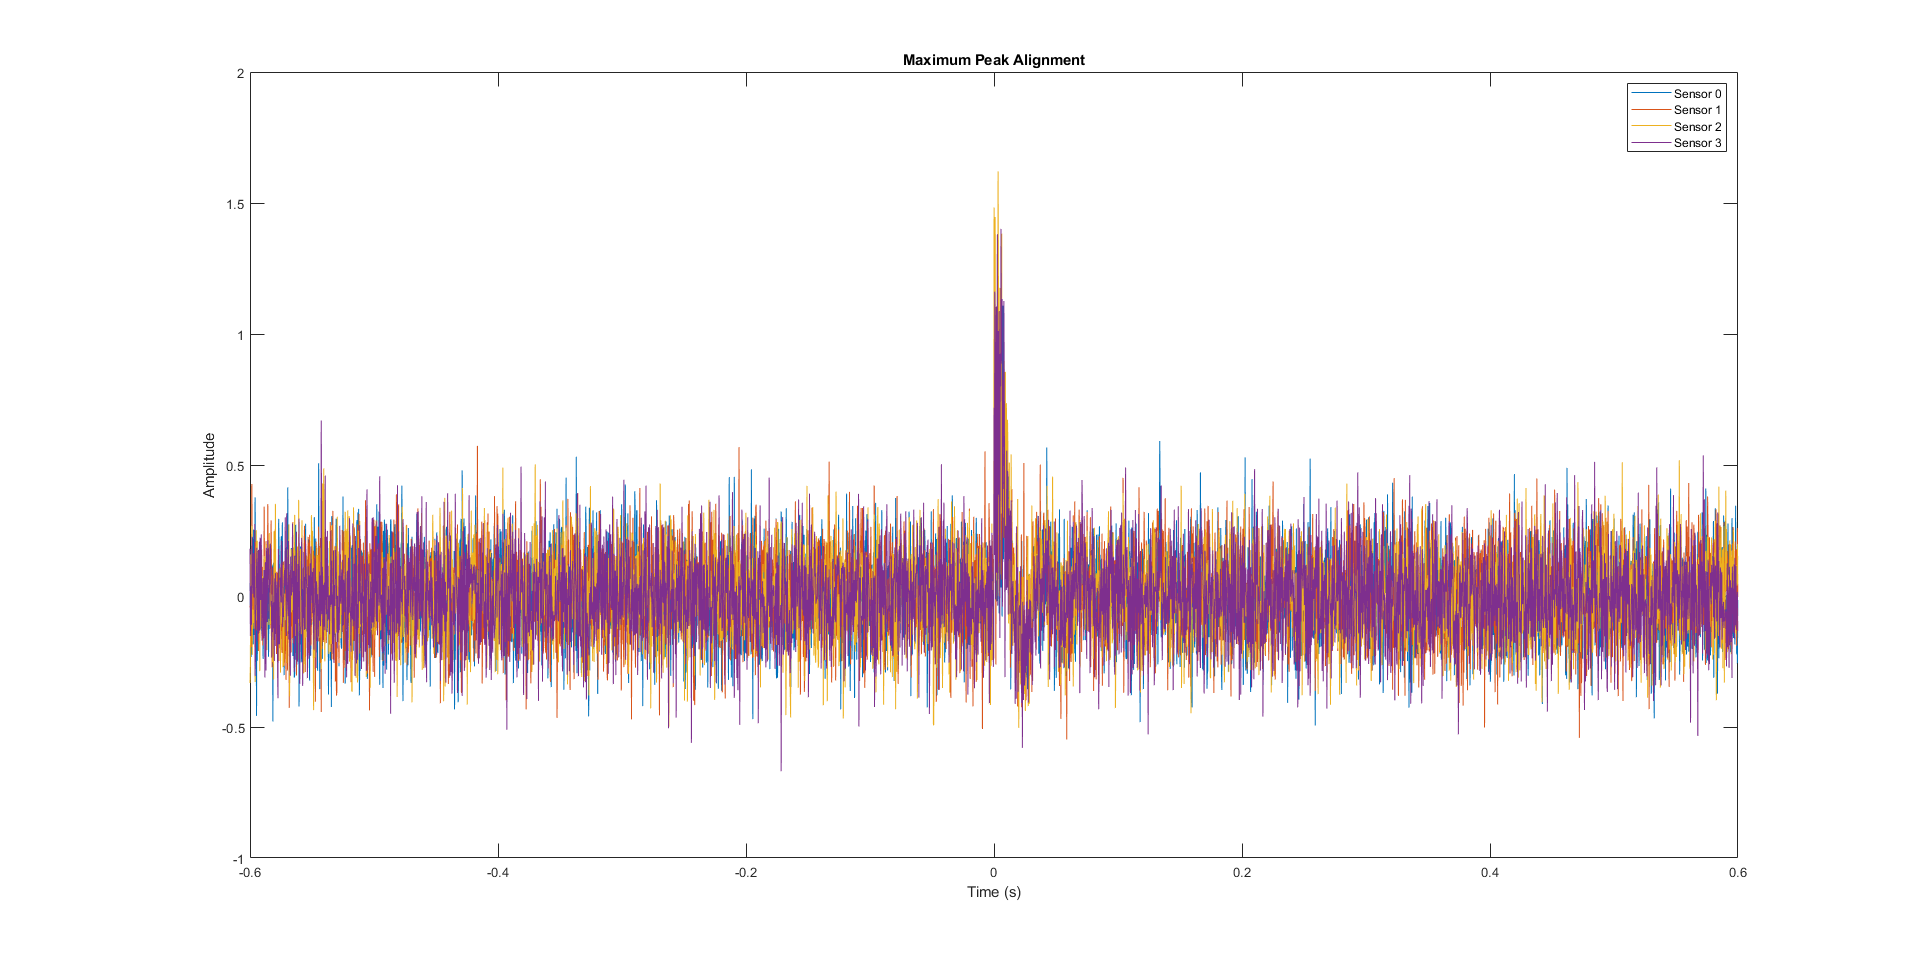 Maximum Peak Alignment
Sensor 0
Sensor 1
Sensor 2
Sensor 3
Amplitude
2
1.5
1
0.5
0
-0.5
-1
-0.6
-0.4
-0.2
0
0.2
0.4
0.6
Time (s)